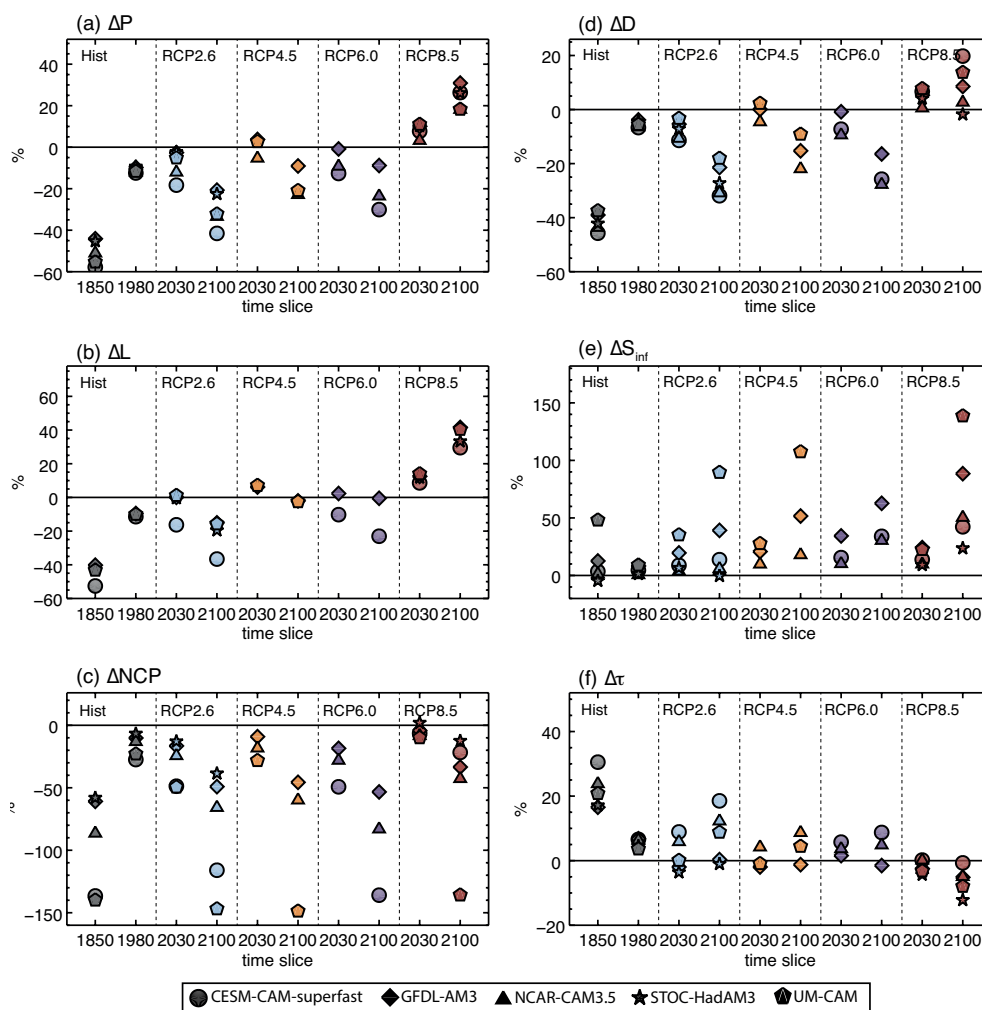 (a) ΔP
Hist RCP2.6 RCP4.5 RCP6.0 RCP8.5
40
20
0
−20
−40
−60
%
1850 1980 2030 2100 2030 2100 2030 2100 2030 2100
time slice
(d) ΔD
Hist RCP2.6 RCP4.5 RCP6.0 RCP8.5
20
0
−20
−40
−60
%
1850 1980 2030 2100 2030 2100 2030 2100 2030 2100
time slice
(b) ΔL
Hist RCP2.6 RCP4.5 RCP6.0 RCP8.5
60
40
20
0
−20
−40
−60
%
1850 1980 2030 2100 2030 2100 2030 2100 2030 2100
time slice
(e) ΔS_inf
Hist RCP2.6 RCP4.5 RCP6.0 RCP8.5
150
100
50
0
%
1850 1980 2030 2100 2030 2100 2030 2100 2030 2100
time slice
(c) ΔNCP
Hist RCP2.6 RCP4.5 RCP6.0 RCP8.5
0
−50
−100
−150
%
1850 1980 2030 2100 2030 2100 2030 2100 2030 2100
time slice
(f) Δτ
Hist RCP2.6 RCP4.5 RCP6.0 RCP8.5
40
20
0
−20
%
1850 1980 2030 2100 2030 2100 2030 2100 2030 2100
time slice
CESM-CAM-superfast GFDL-AM3 NCAR-CAM3.5 STOC-HadAM3 UM-CAM